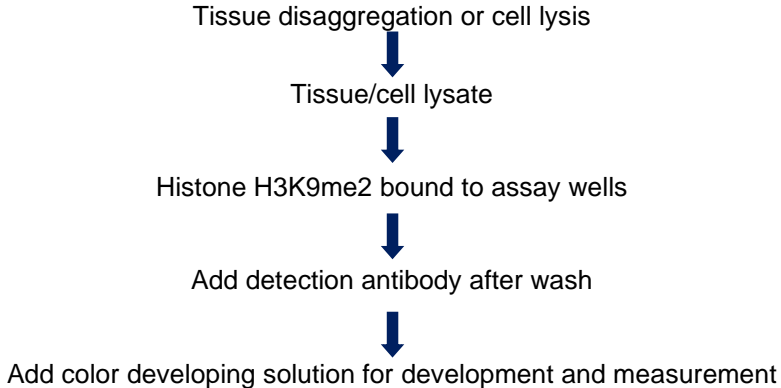 Tissue disaggregation or cell lysis
Tissue/cell lysate
Histone H3K9me2 bound to assay wells
Add detection antibody after wash
Add color developing solution for development and measurement